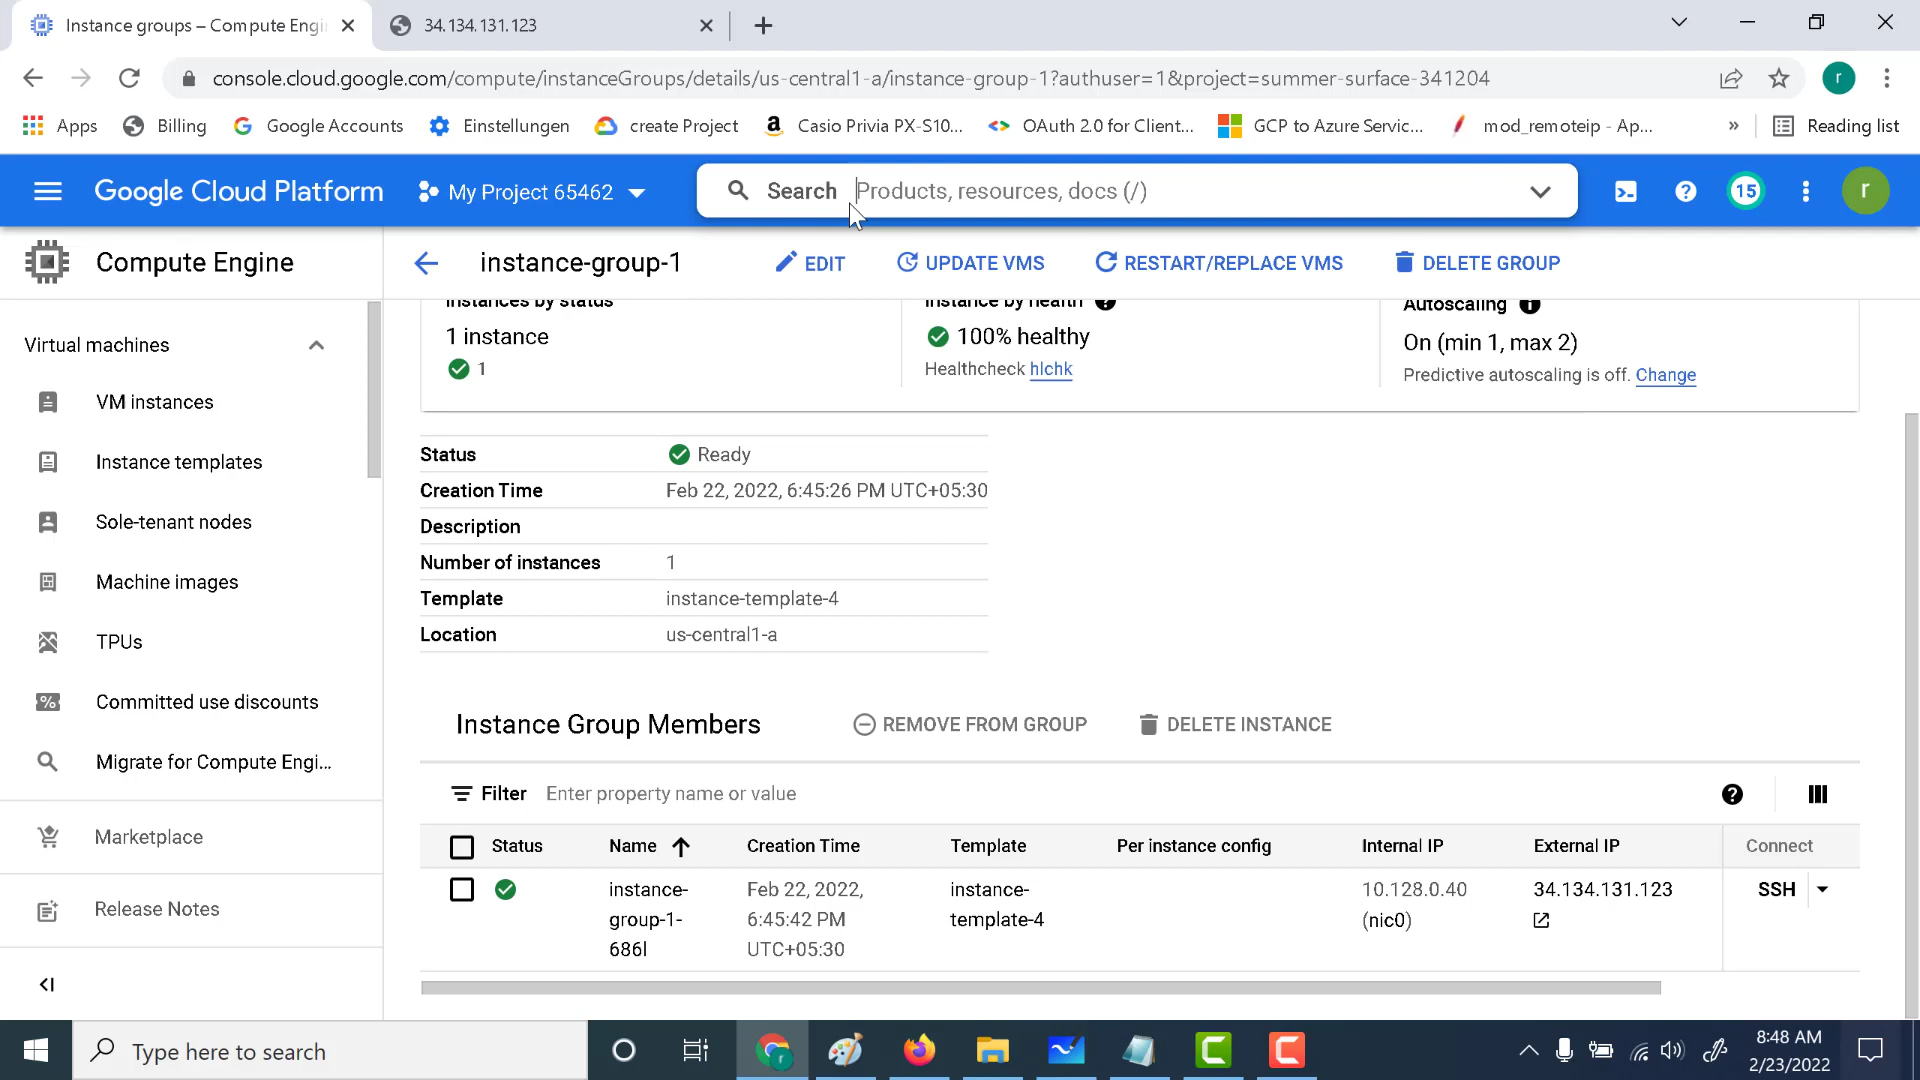 Instance groups – Compute Engi
34.134.131.123
console.cloud.google.com/compute/instanceGroups/details/us-central1-a/instance-group-1?authuser=1&project=summer-surface-341204
r
Apps
Billing
Google Accounts
Einstellungen
create Project
Casio Privia PX-S10...
OAuth 2.0 for Client...
GCP to Azure Servic...
mod_remoteip - Ap...
»
Reading list
Google Cloud Platform
My Project 65462
Search Products, resources, docs (/)
15
r
Compute Engine
instance-group-1
EDIT
UPDATE VMS
RESTART/REPLACE VMS
DELETE GROUP
Virtual machines
VM instances
Instance templates
Sole-tenant nodes
Machine images
TPUs
Committed use discounts
Migrate for Compute Engi...
Marketplace
Release Notes
Instances by status
1 instance
1
Instance by health
100% healthy
Healthcheck hlchk
Autoscaling
On (min 1, max 2)
Predictive autoscaling is off. Change
Status Ready
Creation Time Feb 22, 2022, 6:45:26 PM UTC+05:30
Description
Number of instances 1
Template instance-template-4
Location us-central1-a
Instance Group Members
REMOVE FROM GROUP
DELETE INSTANCE
Filter Enter property name or value
Status Name Creation Time Template Per instance config Internal IP External IP Connect
instance-group-1-686l
Feb 22, 2022, 6:45:42 PM UTC+05:30
instance-template-4
10.128.0.40 (nic0)
34.134.131.123
SSH
Type here to search
8:48 AM
2/23/2022